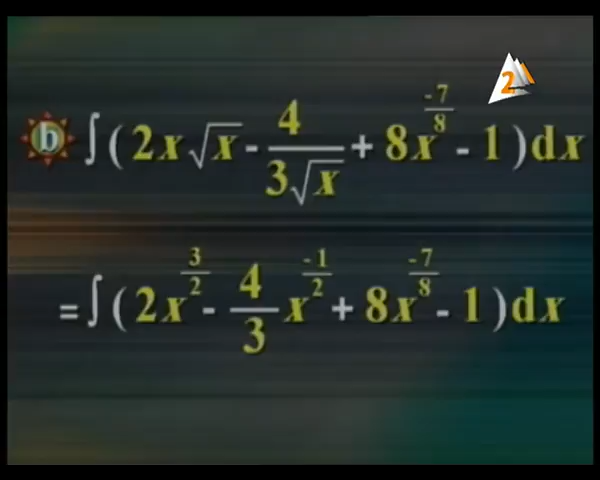 2
b ∫( 2x√x - 4/(3√x) + 8x^(-7/8) - 1 )dx
= ∫( 2x^(3/2) - 4/3 x^(-1/2) + 8x^(-7/8) - 1 )dx